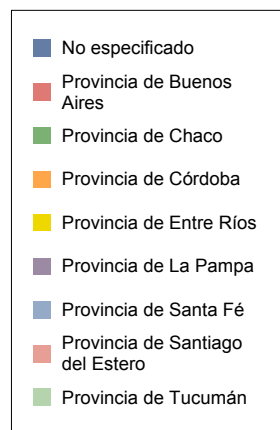 No especificado
Provincia de Buenos
Aires
Provincia de Chaco
Provincia de Córdoba
Provincia de Entre Ríos
Provincia de La Pampa
Provincia de Santa Fé
Provincia de Santiago
del Estero
Provincia de Tucumán